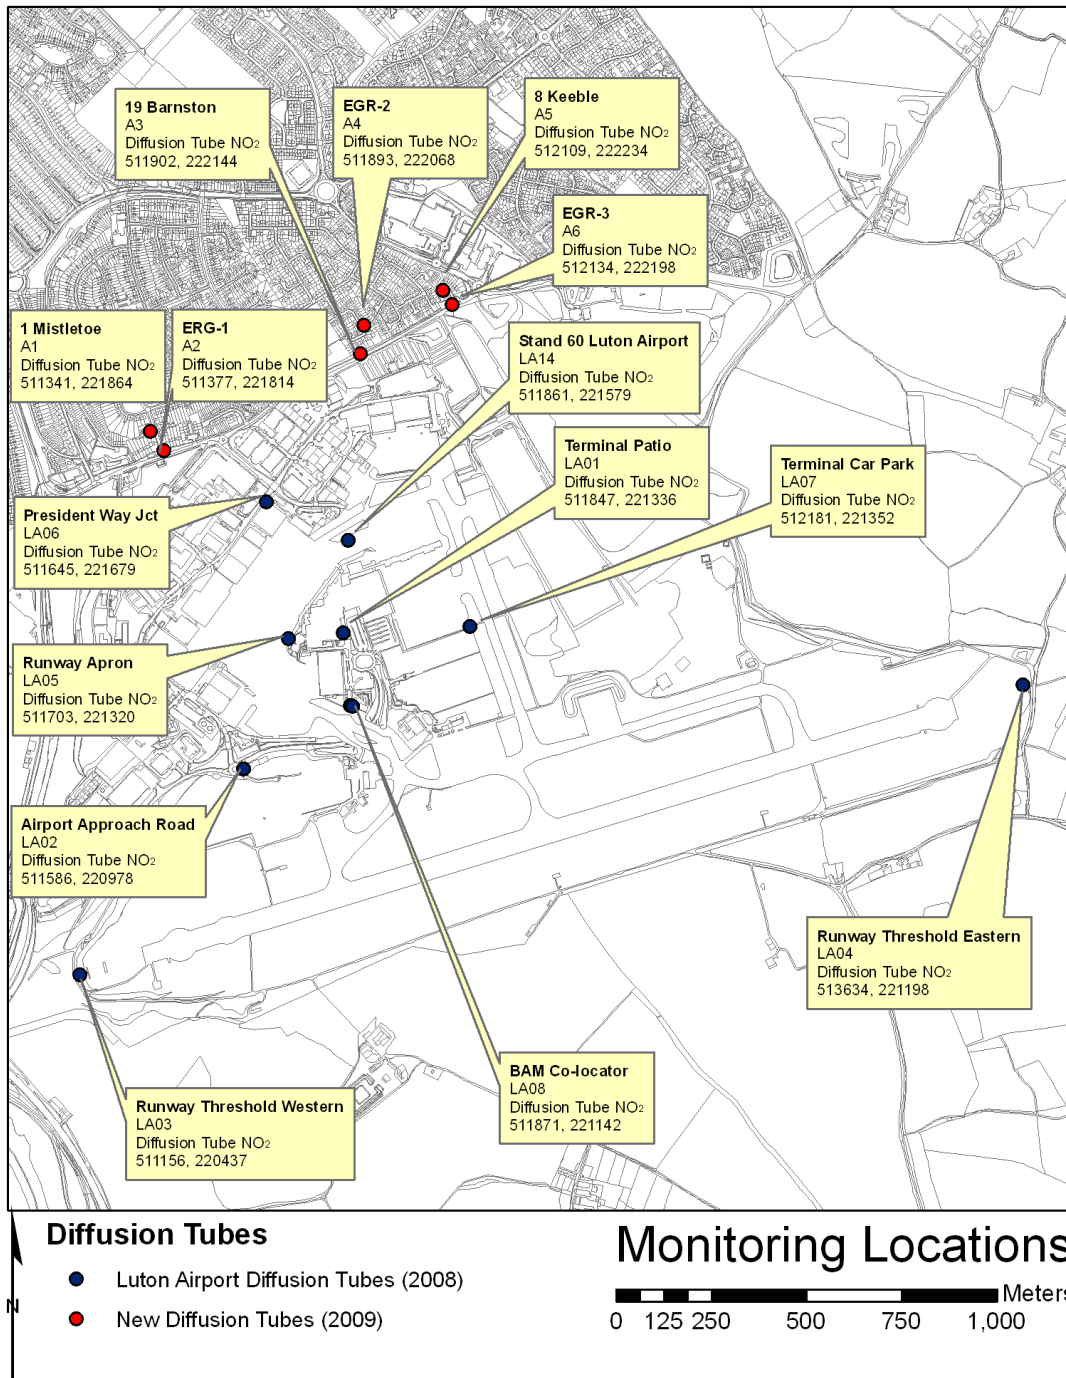 19 Barnston
A3
Diffusion Tube NO₂
511902, 222144
EGR-2
A4
Diffusion Tube NO₂
511893, 222068
8 Keeble
A5
Diffusion Tube NO₂
512109, 222234
EGR-3
A6
Diffusion Tube NO₂
512134, 222198
1 Mistletoe
A1
Diffusion Tube NO₂
511341, 221864
ERG-1
A2
Diffusion Tube NO₂
511377, 221814
Stand 60 Luton Airport
LA14
Diffusion Tube NO₂
511861, 221579
Terminal Patio
LA01
Diffusion Tube NO₂
511847, 221336
Terminal Car Park
LA07
Diffusion Tube NO₂
512181, 221352
President Way Jct
LA06
Diffusion Tube NO₂
511645, 221679
Runway Apron
LA05
Diffusion Tube NO₂
511703, 221320
Airport Approach Road
LA02
Diffusion Tube NO₂
511586, 220978
Runway Threshold Eastern
LA04
Diffusion Tube NO₂
513634, 221198
BAM Co-locator
LA08
Diffusion Tube NO₂
511871, 221142
Runway Threshold Western
LA03
Diffusion Tube NO₂
511156, 220437
Diffusion Tubes
Luton Airport Diffusion Tubes (2008)
New Diffusion Tubes (2009)
N
Monitoring Locations
Meters
0 125 250 500 750 1,000